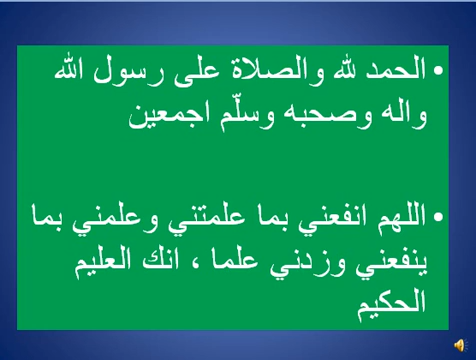 • الحمد لله والصلاة على رسول الله
واله وصحبه وسلّم اجمعين
• اللهم انفعني بما علمتني وعلمني بما
ينفعني وزدني علما ، انك العليم
الحكيم